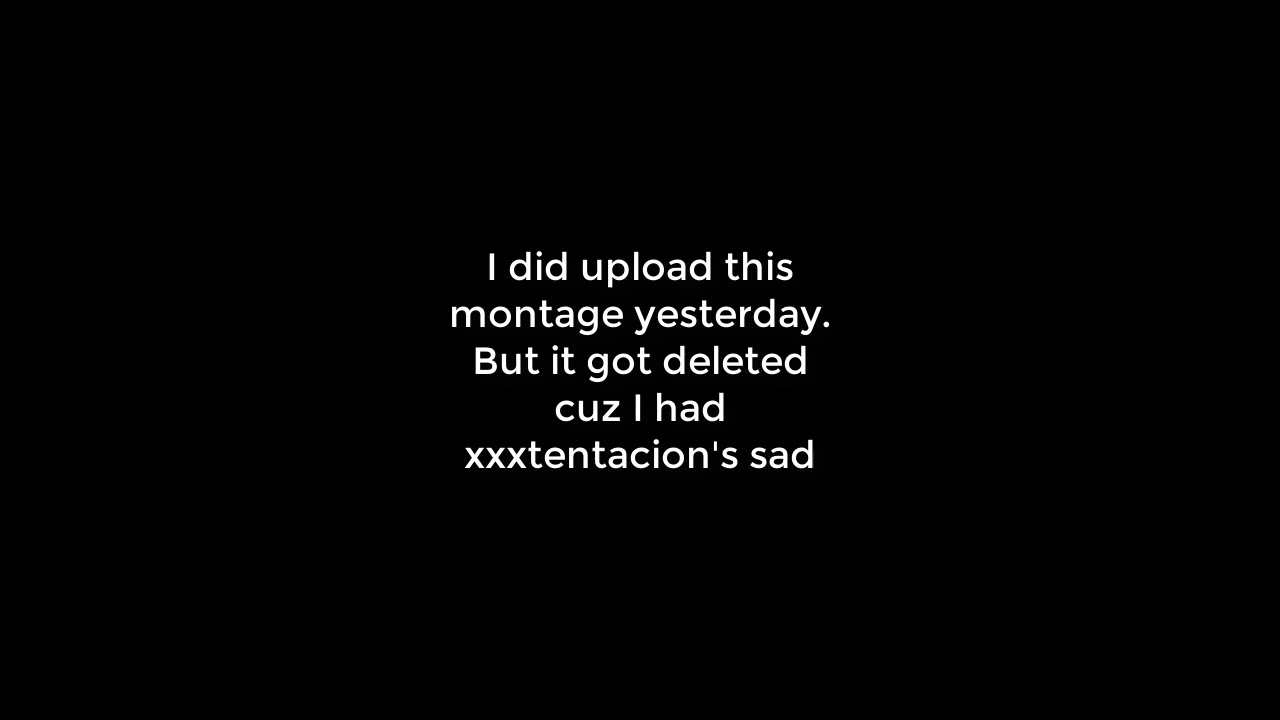 I did upload this
montage yesterday.
But it got deleted
cuz I had
xxxtentacion's sad